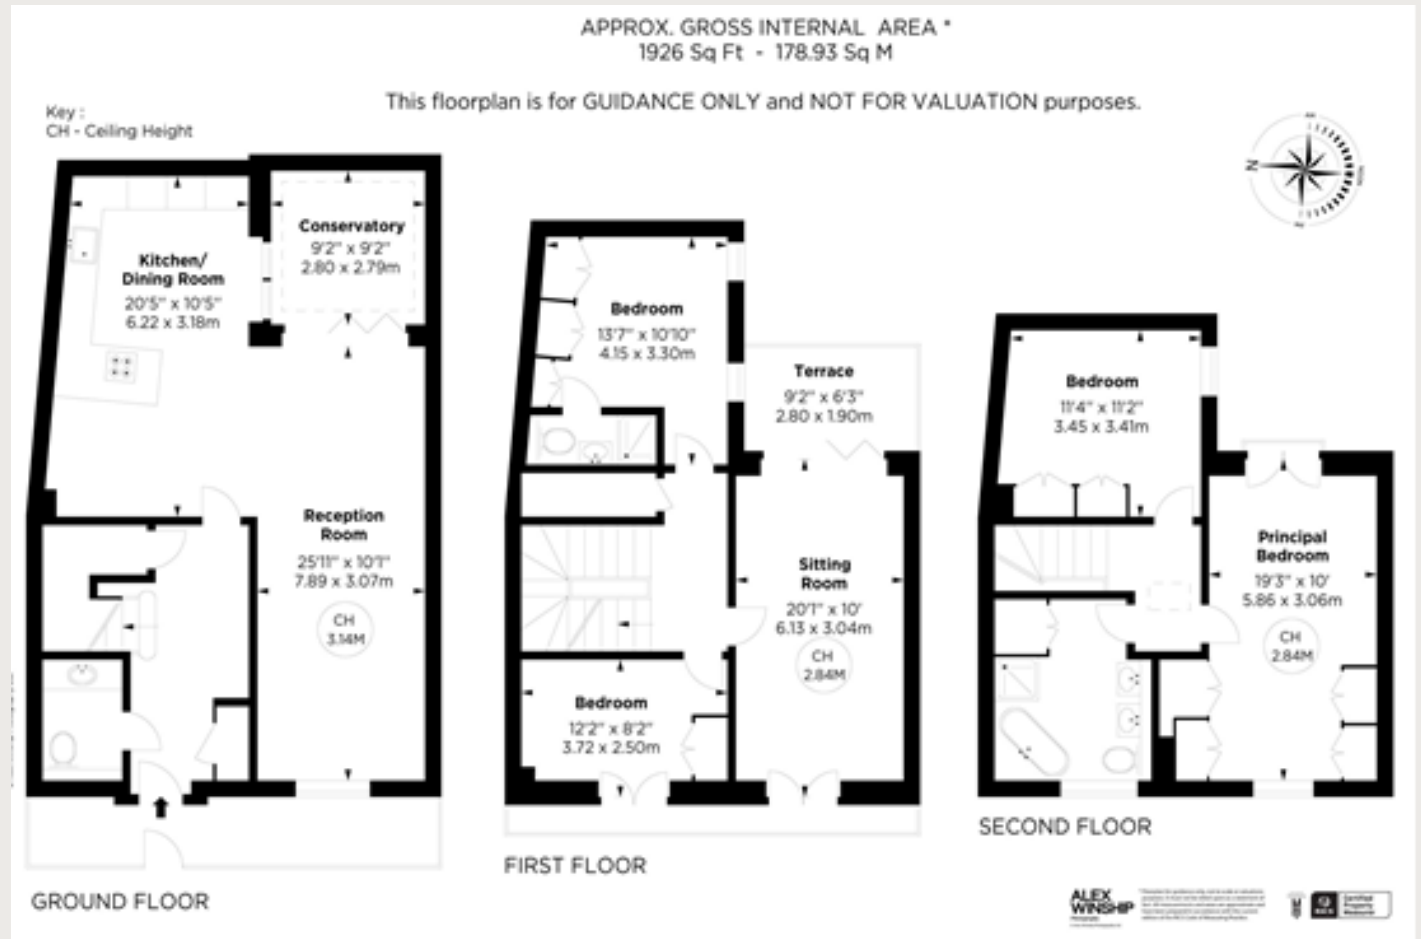 APPROX. GROSS INTERNAL AREA *
1926 Sq Ft - 178.93 Sq M
This floorplan is for GUIDANCE ONLY and NOT FOR VALUATION purposes.
Key :
CH - Ceiling Height
N
Kitchen/
Dining Room
20'5" x 10'5"
6.22 x 3.18m
Conservatory
9'2" x 9'2"
2.80 x 2.79m
Reception
Room
25'11" x 10'1"
7.89 x 3.07m
CH
3.14M
GROUND FLOOR
Bedroom
13'7" x 10'10"
4.15 x 3.30m
Terrace
9'2" x 6'3"
2.80 x 1.90m
Sitting
Room
20'1" x 10'
6.13 x 3.04m
CH
2.84M
Bedroom
12'2" x 8'2"
3.72 x 2.50m
FIRST FLOOR
Bedroom
11'4" x 11'2"
3.45 x 3.41m
Principal
Bedroom
19'3" x 10'
5.86 x 3.06m
CH
2.84M
SECOND FLOOR
ALEX
WINSHIP
Certified
Property
Measurer